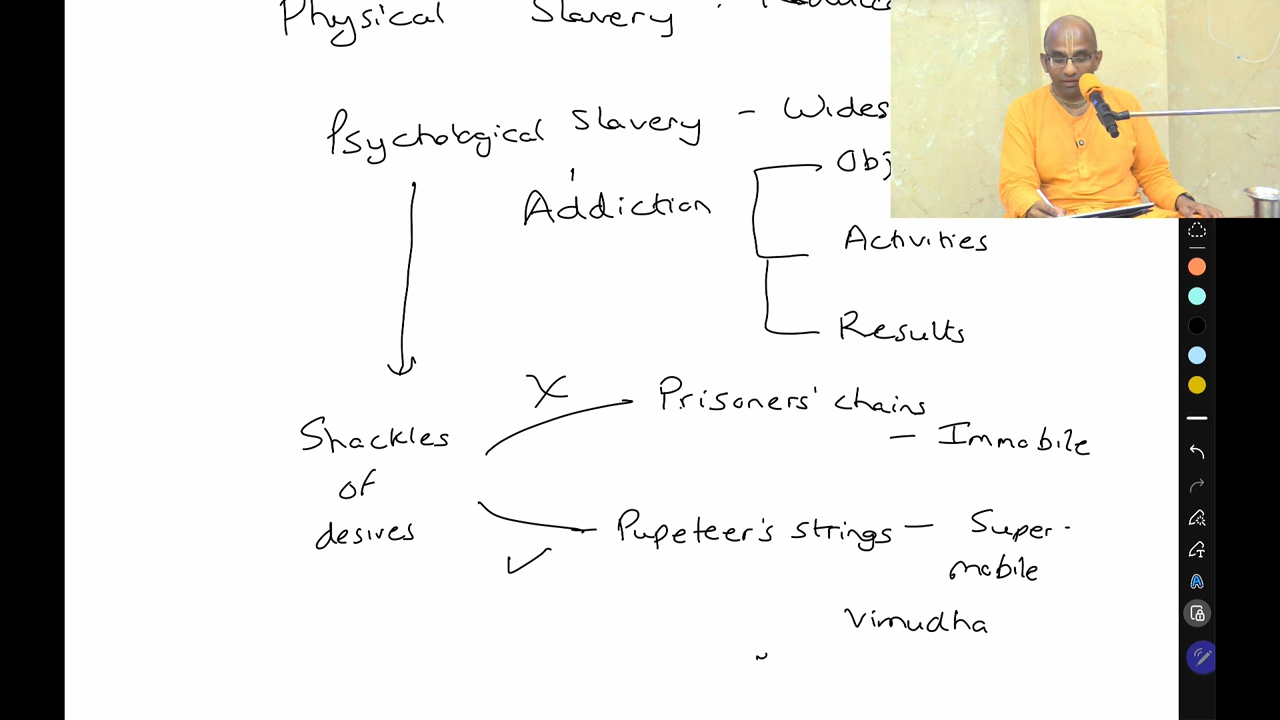 Physical Slavery
Psychological Slavery - Wides
Addiction
Obj
Activities
Results
Shackles of desires
X
Prisoners' chains
- Immobile
Pupeteer's strings - Super-
mobile
Vimudha